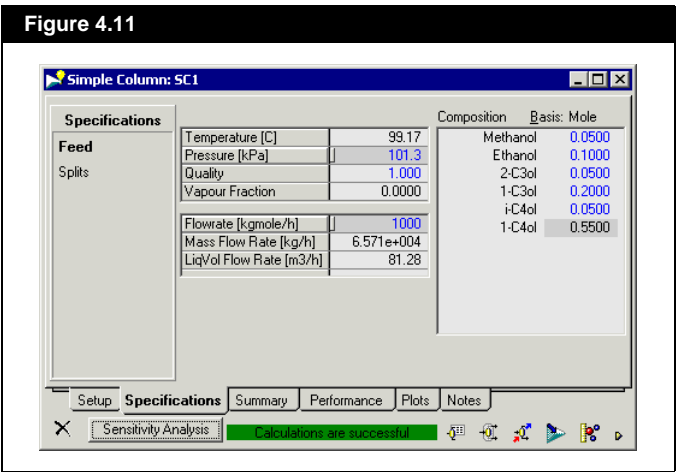 Figure 4.11
Simple Column: SC1
Specifications
Feed
Splits
Temperature [C] 99.17
Pressure [kPa] 101.3
Quality 1.000
Vapour Fraction 0.0000
Flowrate [kgmole/h] 1000
Mass Flow Rate [kg/h] 6.571e+004
LiqVol Flow Rate [m3/h] 81.28
Composition Basis: Mole
Methanol 0.0500
Ethanol 0.1000
2-C3ol 0.0500
1-C3ol 0.2000
i-C4ol 0.0500
1-C4ol 0.5500
Setup Specifications Summary Performance Plots Notes
Sensitivity Analysis Calculations are successful